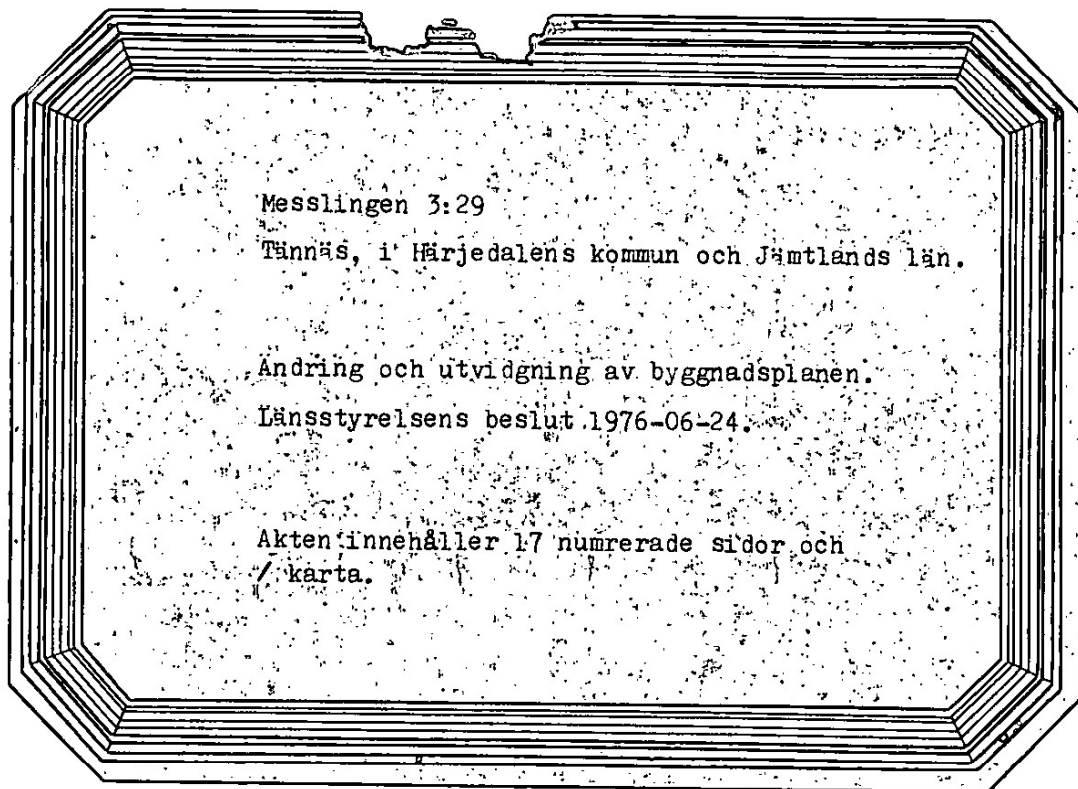 Messlingen 3:29
Tännäs, i Härjedalens kommun och Jämtlands län.
Ändring och utvidgning av byggnadsplanen.
Länsstyrelsens beslut 1976-06-24.
Akten innehåller 17 numrerade sidor och
/ karta.